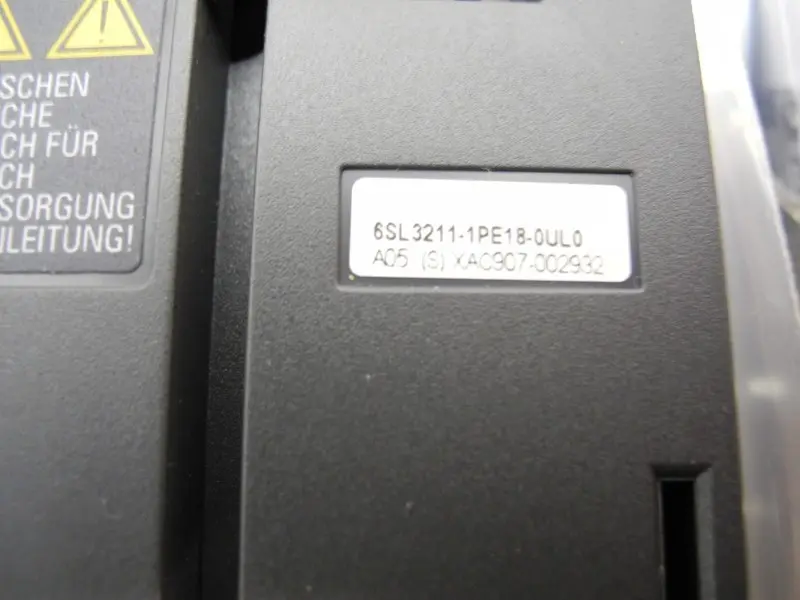 SCHEN
CHE
CH FÜR
CH
SORGUNG
LEITUNG!
6SL3211-1PE18-0UL0
A05 (S) XAC907-002932